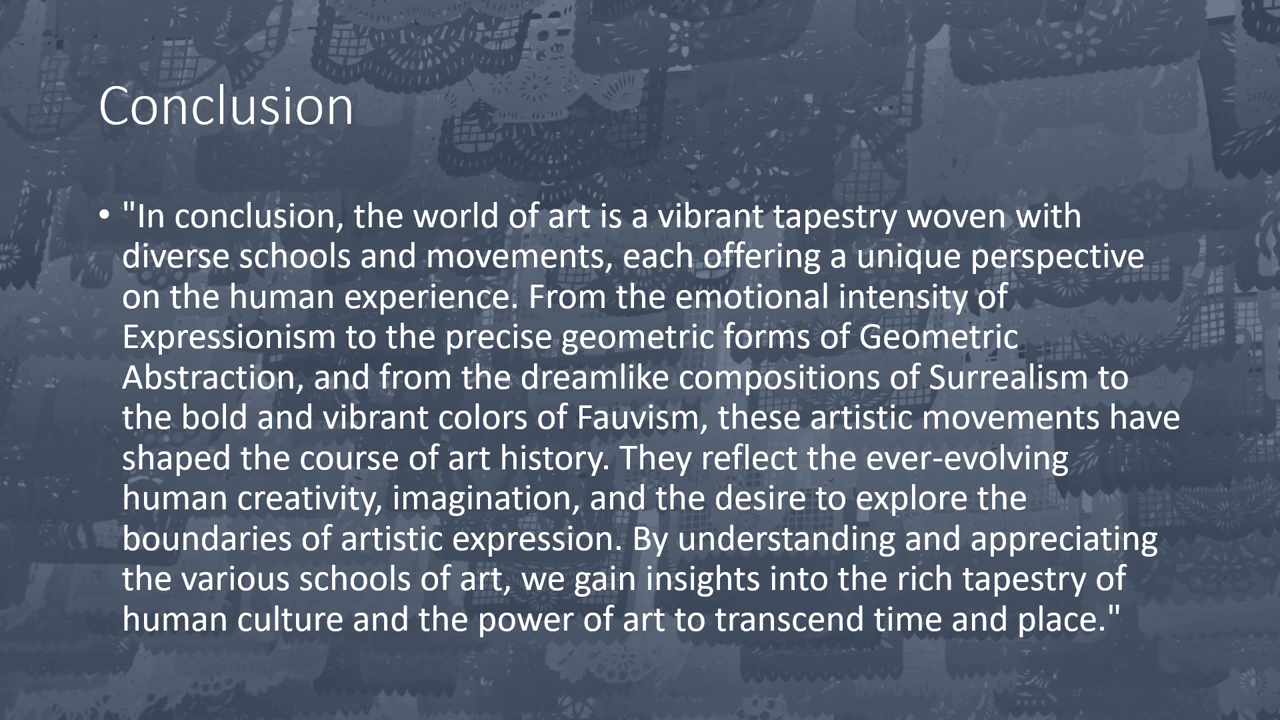 Conclusion
• "In conclusion, the world of art is a vibrant tapestry woven with
diverse schools and movements, each offering a unique perspective
on the human experience. From the emotional intensity of
Expressionism to the precise geometric forms of Geometric
Abstraction, and from the dreamlike compositions of Surrealism to
the bold and vibrant colors of Fauvism, these artistic movements have
shaped the course of art history. They reflect the ever-evolving
human creativity, imagination, and the desire to explore the
boundaries of artistic expression. By understanding and appreciating
the various schools of art, we gain insights into the rich tapestry of
human culture and the power of art to transcend time and place."